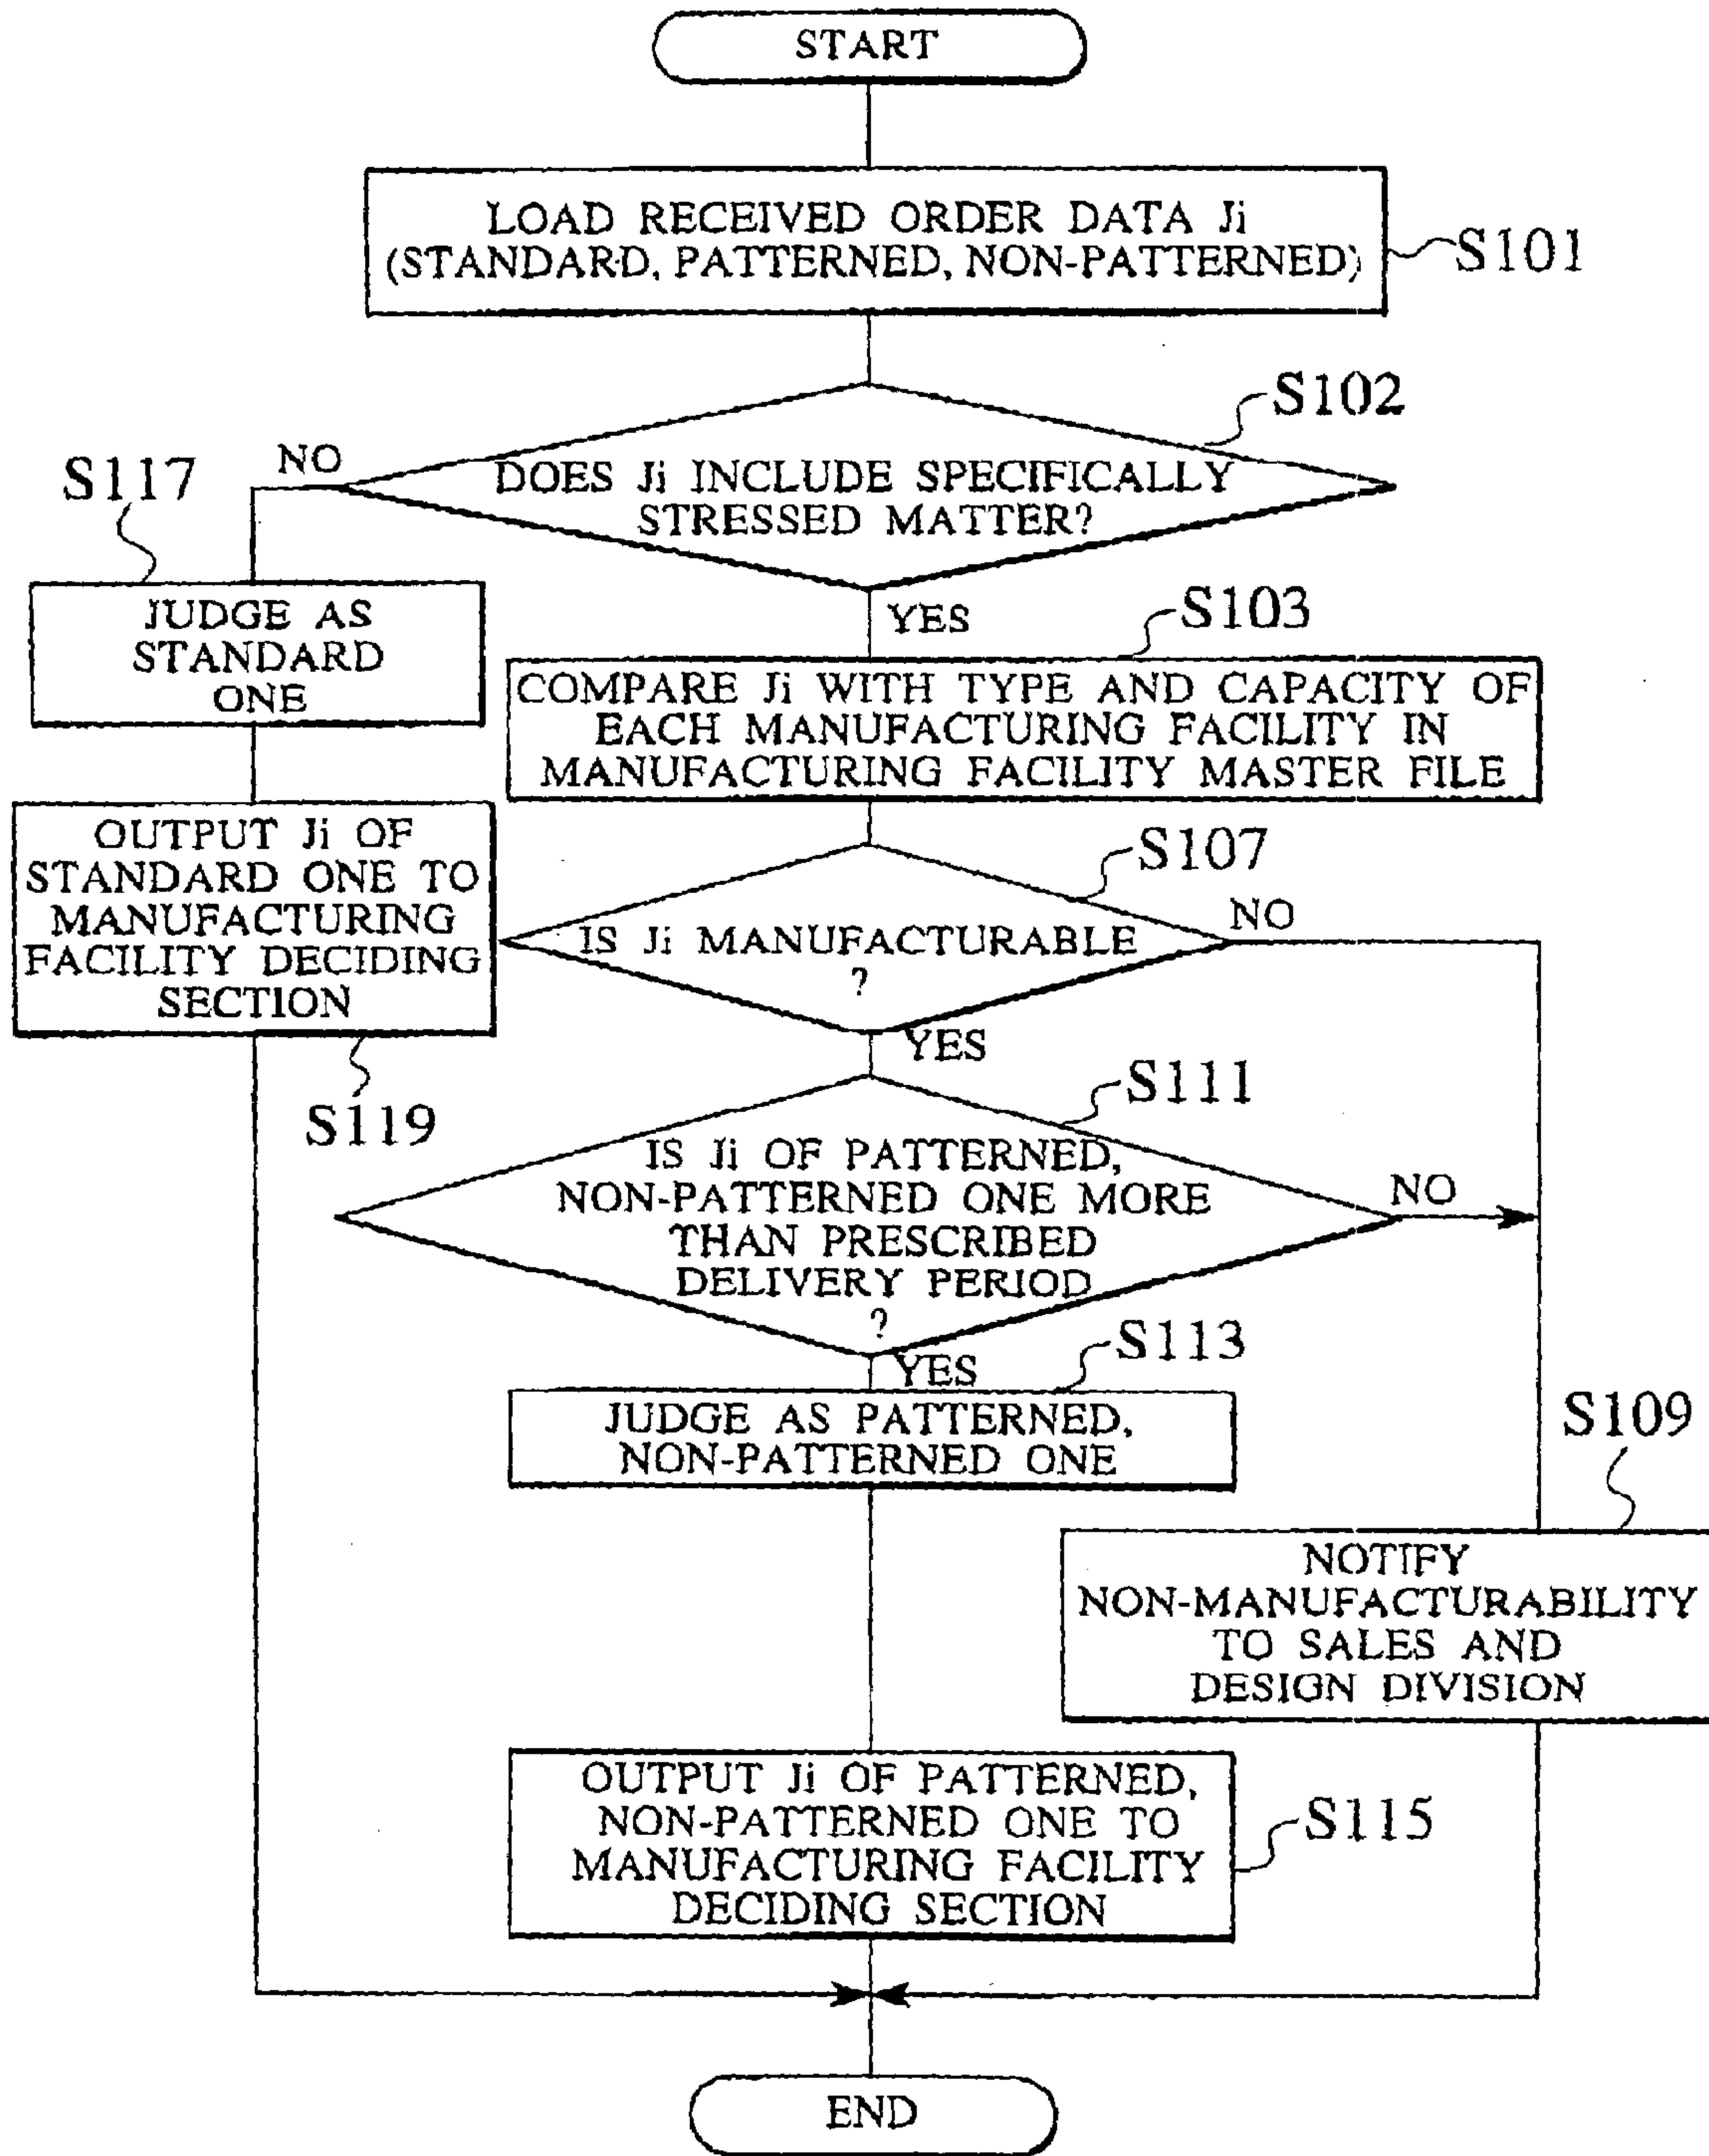 START
LOAD RECEIVED ORDER DATA Ji
(STANDARD, PATTERNED, NON-PATTERNED)
S101
S102
DOES Ji INCLUDE SPECIFICALLY
STRESSED MATTER?
NO
S117
JUDGE AS
STANDARD
ONE
YES
S103
COMPARE Ji WITH TYPE AND CAPACITY OF
EACH MANUFACTURING FACILITY IN
MANUFACTURING FACILITY MASTER FILE
OUTPUT Ji OF
STANDARD ONE TO
MANUFACTURING
FACILITY DECIDING
SECTION
S119
S107
IS Ji MANUFACTURABLE
?
NO
YES
S111
IS Ji OF PATTERNED,
NON-PATTERNED ONE MORE
THAN PRESCRIBED
DELIVERY PERIOD
?
NO
YES
S113
JUDGE AS PATTERNED,
NON-PATTERNED ONE
S109
NOTIFY
NON-MANUFACTURABILITY
TO SALES AND
DESIGN DIVISION
OUTPUT Ji OF PATTERNED,
NON-PATTERNED ONE TO
MANUFACTURING FACILITY
DECIDING SECTION
S115
END